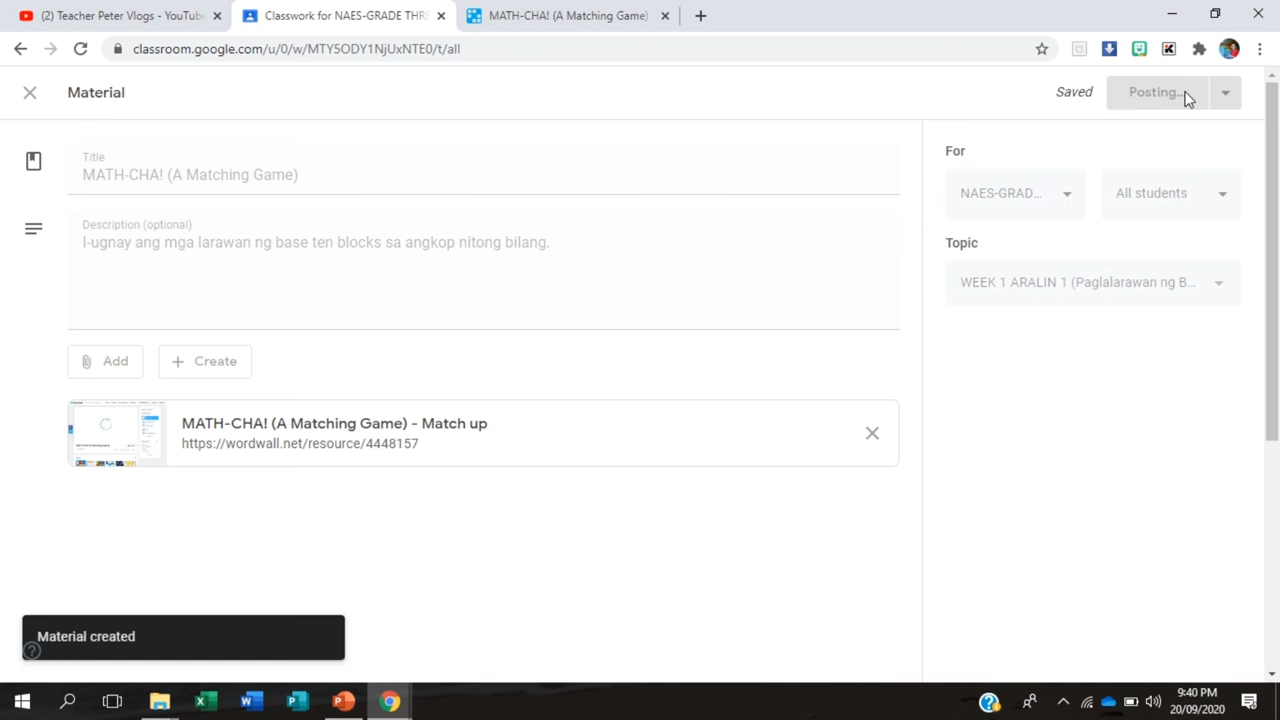 (2) Teacher Peter Vlogs - YouTube
Classwork for NAES-GRADE THRE
MATH-CHA! (A Matching Game)
classroom.google.com/u/0/w/MTY5ODY1NjUxNTE0/t/all
Material
Saved
Posting...
Title
MATH-CHA! (A Matching Game)
Description (optional)
I-ugnay ang mga larawan ng base ten blocks sa angkop nitong bilang.
Add
Create
MATH-CHA! (A Matching Game) - Match up
https://wordwall.net/resource/4448157
For
NAES-GRAD...
All students
Topic
WEEK 1 ARALIN 1 (Paglalarawan ng B...
Material created
9:40 PM
20/09/2020